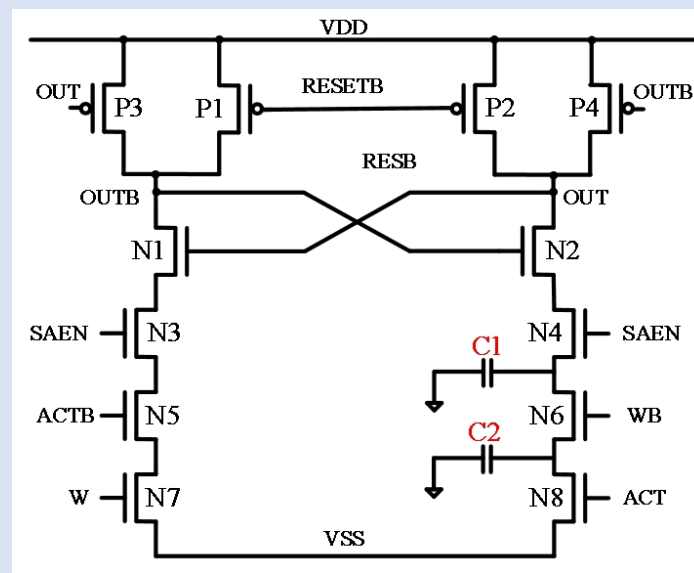 VDD
OUT
P3
P1
RESETB
P2
P4
OUTB
RESB
OUTB
OUT
N1
N2
SAEN
N3
N4
SAEN
C1
ACTB
N5
N6
WB
C2
W
N7
N8
ACT
VSS